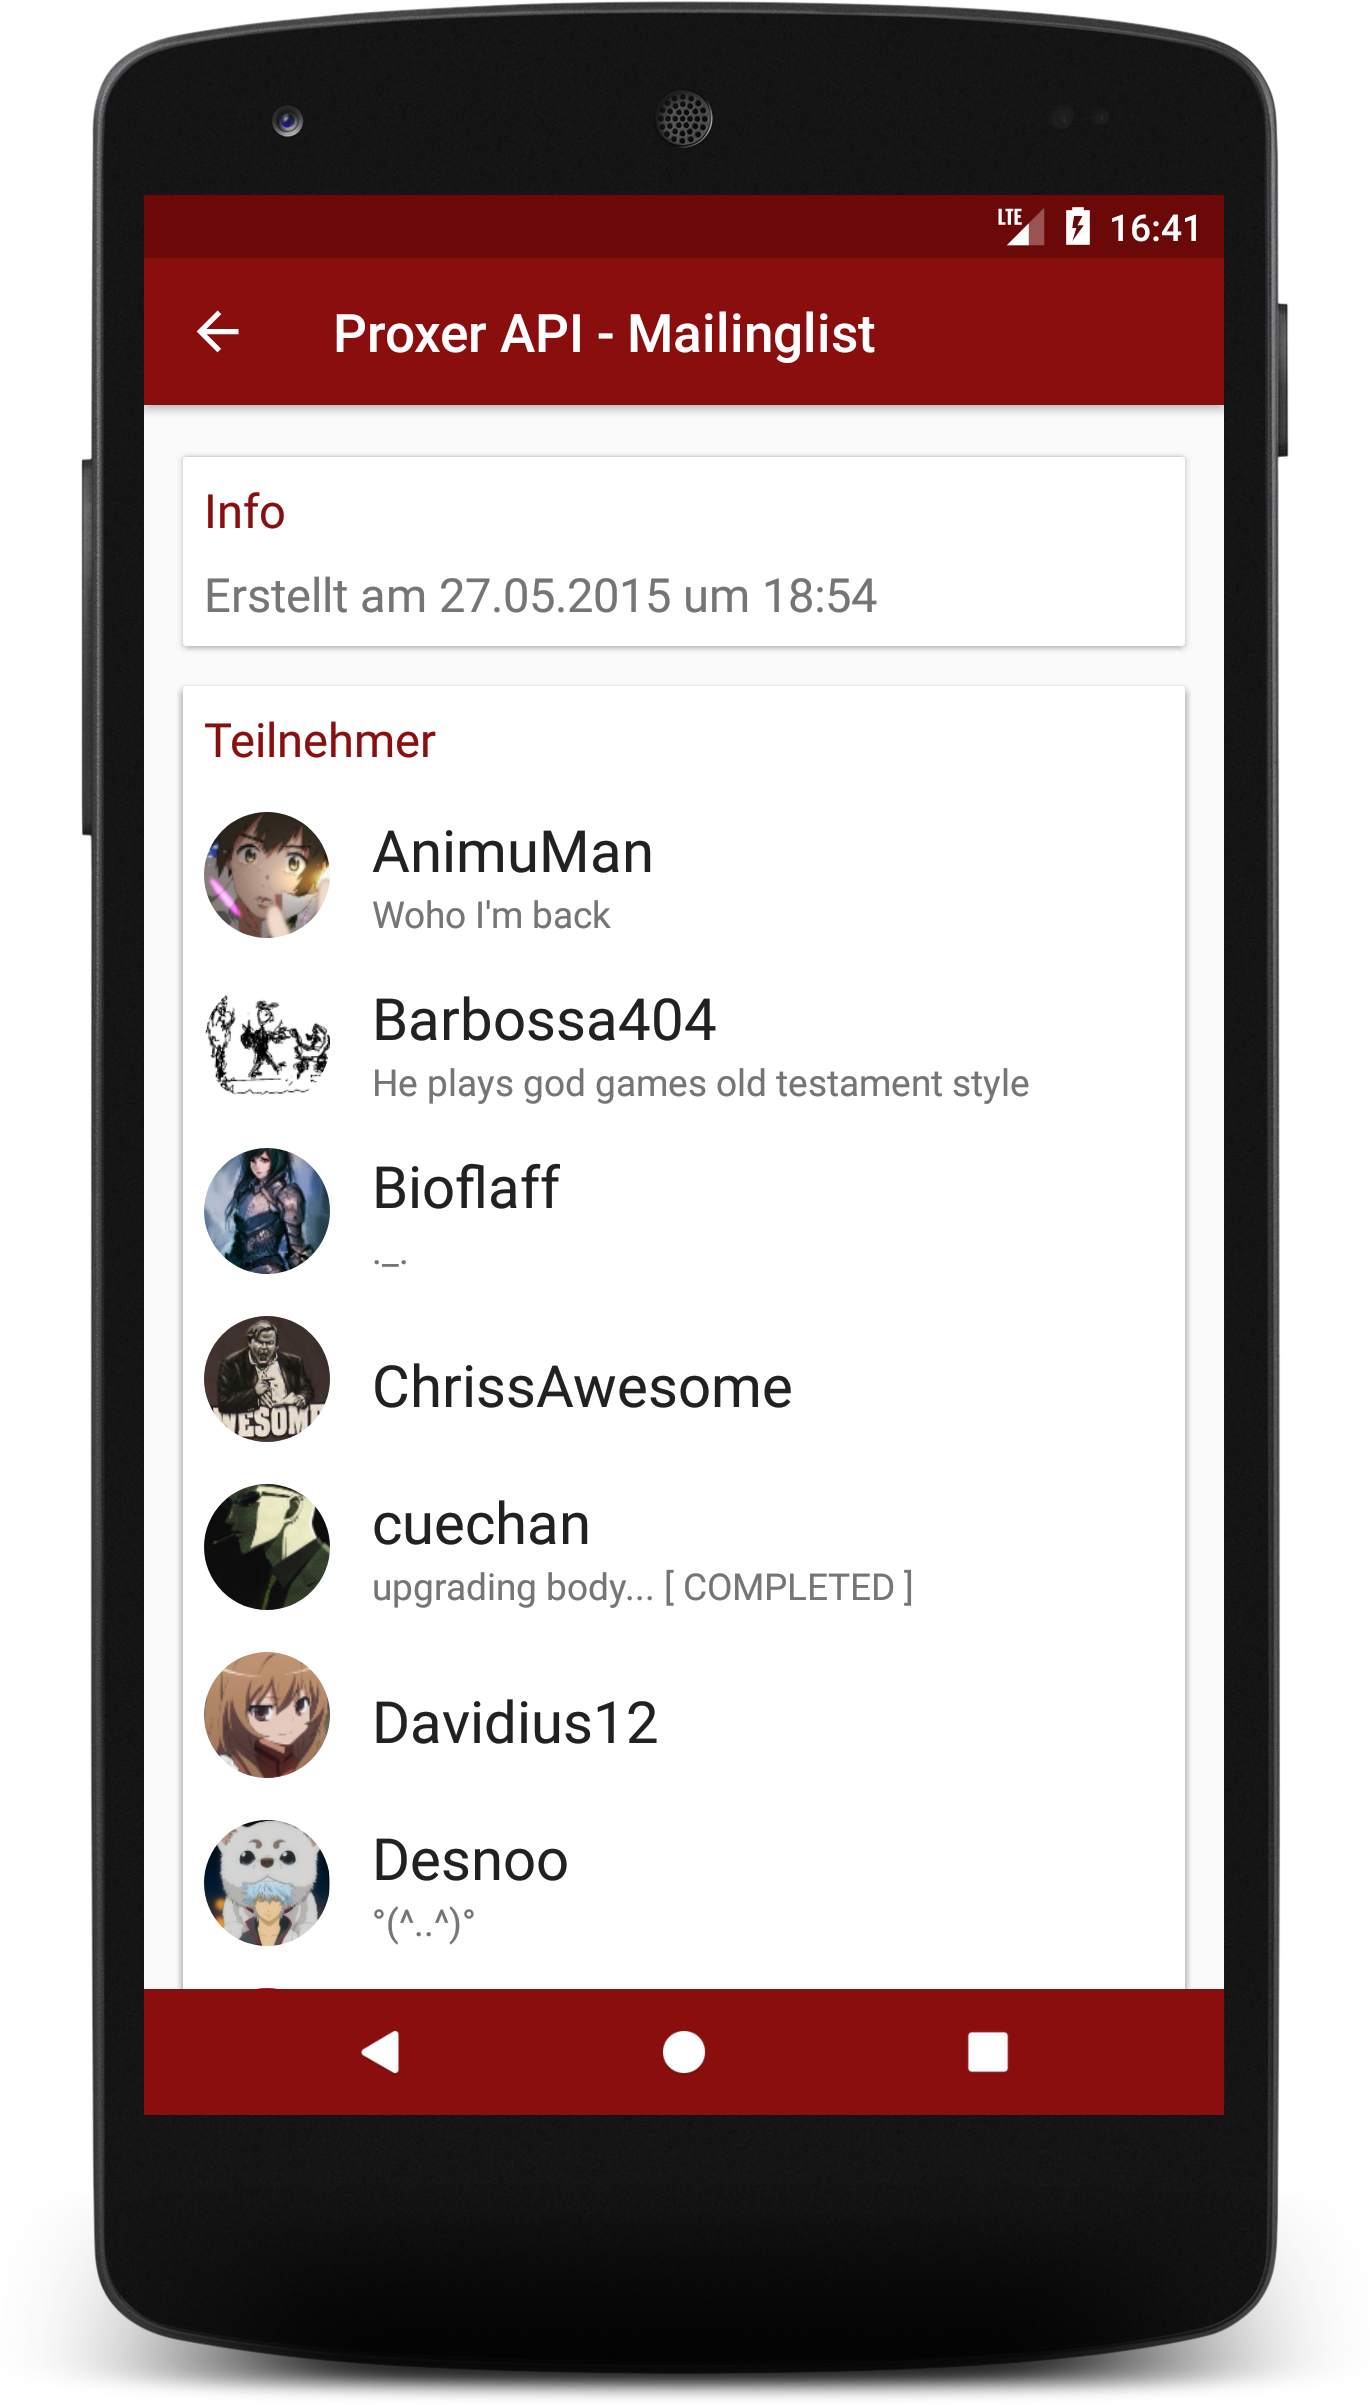 LTE 16:41
Proxer API - Mailinglist
Info
Erstellt am 27.05.2015 um 18:54
Teilnehmer
AnimuMan
Woho I'm back
Barbossa404
He plays god games old testament style
Bioflaff
._.
ChrissAwesome
AWESOME
cuechan
upgrading body... [ COMPLETED ]
Davidius12
Desnoo
°(^..^)°